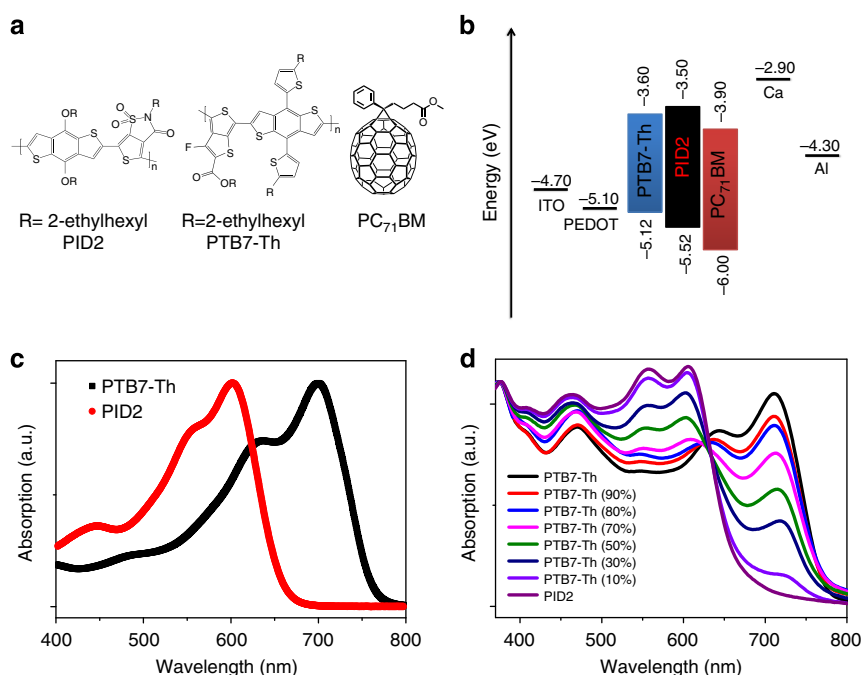 a
R
O
OR
S
O
S
O
N
R
S
O
n
S
OR
R= 2-ethylhexyl
PID2
R
S
S
S
n
F
S
S
O
OR
S
R
R=2-ethylhexyl
PTB7-Th
O
O
PC71BM
b
Energy (eV)
−4.70
ITO
−5.10
PEDOT
−3.60
PTB7-Th
−5.12
−3.50
PID2
−5.52
−3.90
PC71BM
−6.00
−2.90
Ca
−4.30
Al
c
Absorption (a.u.)
PTB7-Th
PID2
400 500 600 700 800
Wavelength (nm)
d
Absorption (a.u.)
PTB7-Th
PTB7-Th (90%)
PTB7-Th (80%)
PTB7-Th (70%)
PTB7-Th (50%)
PTB7-Th (30%)
PTB7-Th (10%)
PID2
400 500 600 700 800
Wavelength (nm)